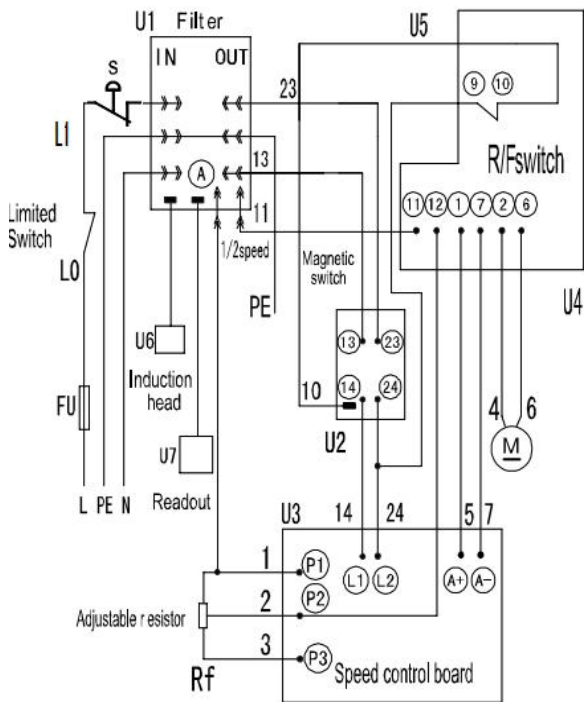 U1 Filter
U5
IN OUT
S
23
9 10
L1
R/Fswitch
13
A
11 12 1 7 2 6
11
Limited
Switch
1/2speed
Magnetic
switch
L0
PE
U4
U6
13 23
Induction
head
10
14 24
4 6
FU
U2
M
U7
L PE N
Readout
U3
14 24 5 7
1
P1
L1 L2 A+ A-
2
P2
Adjustable resistor
3
P3
Rf
Speed control board